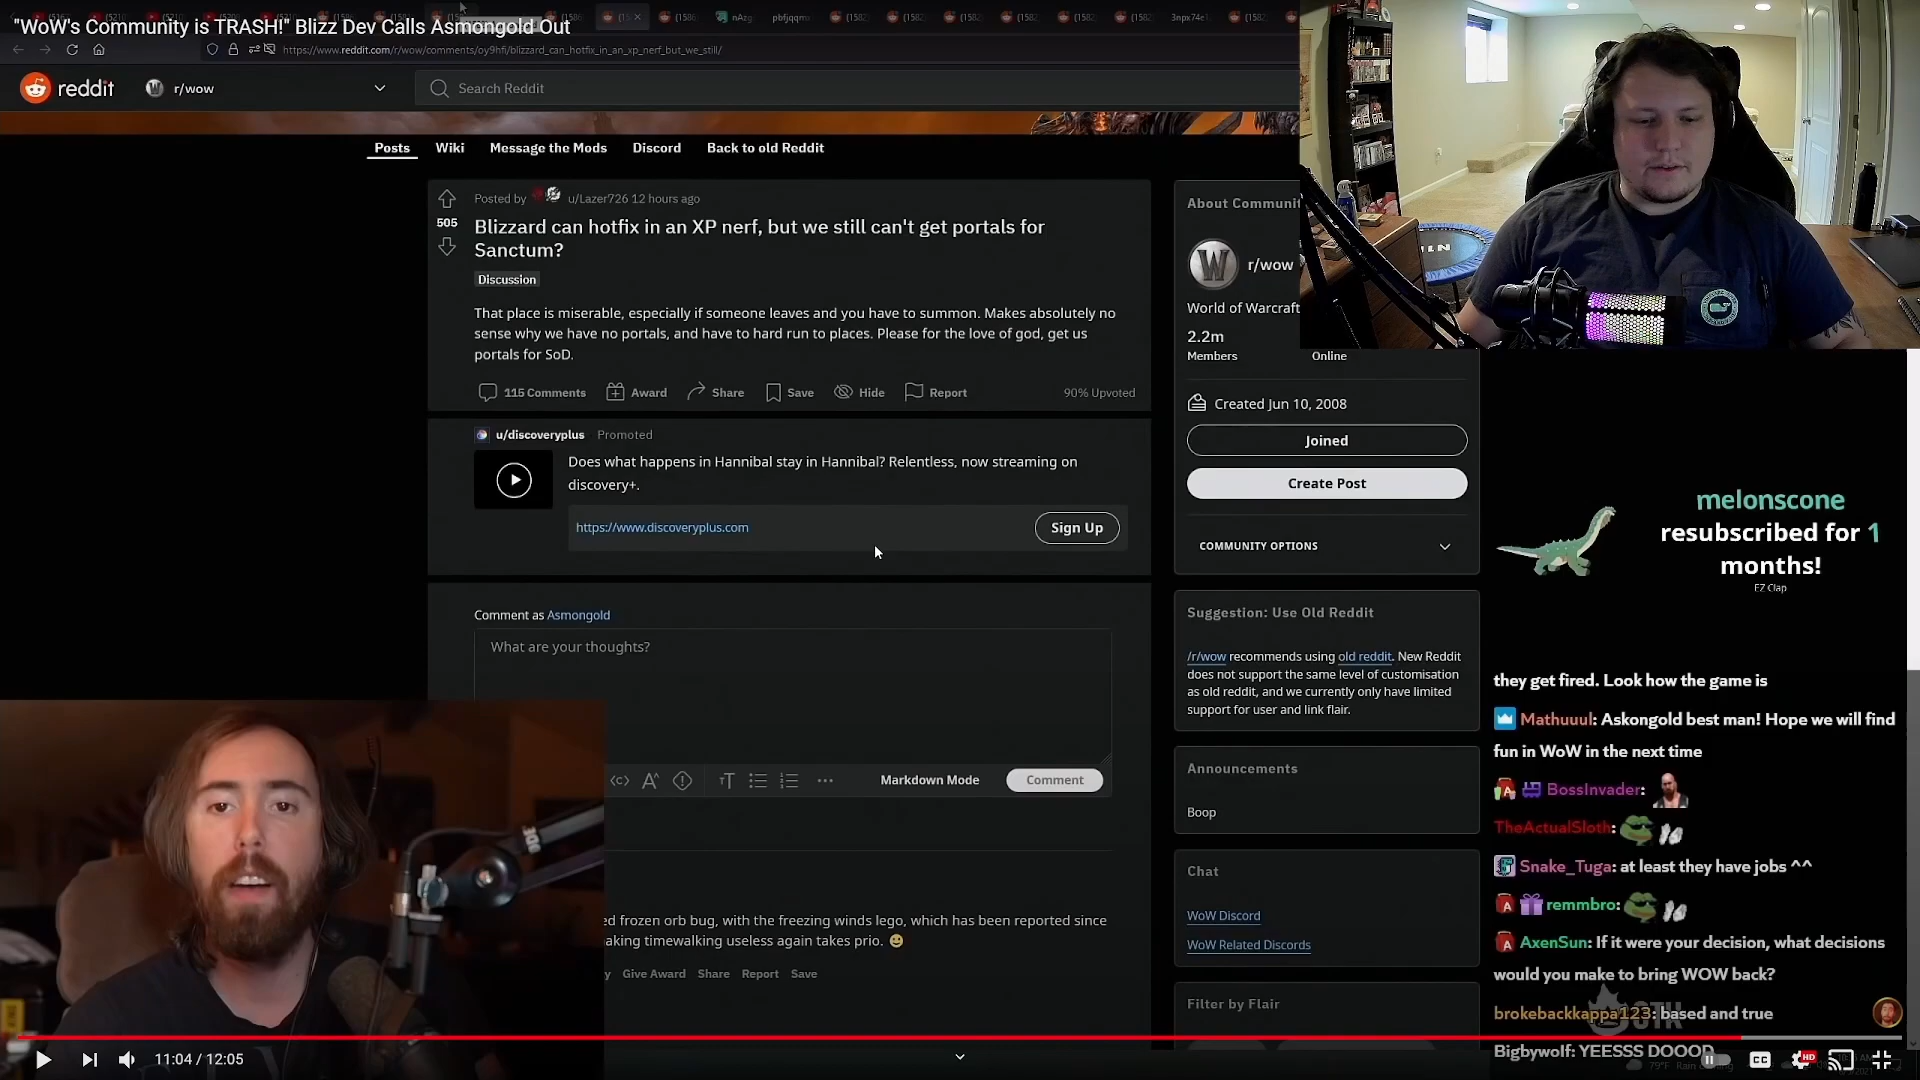 "WoW's Community is TRASH!" Blizz Dev Calls Asmongold Out
https://www.reddit.com/r/wow/comments/oy9hfi/blizzard_can_hotfix_in_an_xp_nerf_but_we_still/
reddit
r/wow
Search Reddit
Posts
Wiki
Message the Mods
Discord
Back to old Reddit
Posted by u/Lazer726 12 hours ago
505
Blizzard can hotfix in an XP nerf, but we still can't get portals for
Sanctum?
Discussion
That place is miserable, especially if someone leaves and you have to summon. Makes absolutely no
sense why we have no portals, and have to hard run to places. Please for the love of god, get us
portals for SoD.
115 Comments
Award
Share
Save
Hide
Report
90% Upvoted
u/discoveryplus Promoted
Does what happens in Hannibal stay in Hannibal? Relentless, now streaming on
discovery+.
https://www.discoveryplus.com
Sign Up
Comment as Asmongold
What are your thoughts?
Markdown Mode
Comment
ed frozen orb bug, with the freezing winds lego, which has been reported since
aking timewalking useless again takes prio. 😀
y Give Award Share Report Save
About Communit
r/wow
World of Warcraft
2.2m
Members
Online
Created Jun 10, 2008
Joined
Create Post
COMMUNITY OPTIONS
Suggestion: Use Old Reddit
/r/wow recommends using old reddit. New Reddit
does not support the same level of customisation
as old reddit, and we currently only have limited
support for user and link flair.
Announcements
Boop
Chat
WoW Discord
WoW Related Discords
Filter by Flair
melonscone
resubscribed for 1
months!
EZ Clap
they get fired. Look how the game is
Mathuuul: Askongold best man! Hope we will find
fun in WoW in the next time
BossInvader:
TheActualSloth:
Snake_Tuga: at least they have jobs ^^
remmbro:
AxenSun: If it were your decision, what decisions
would you make to bring WOW back?
brokebackkappa123: based and true
Bigbywolf: YEESSS DOOOD
11:04 / 12:05
CC
HD
79°F